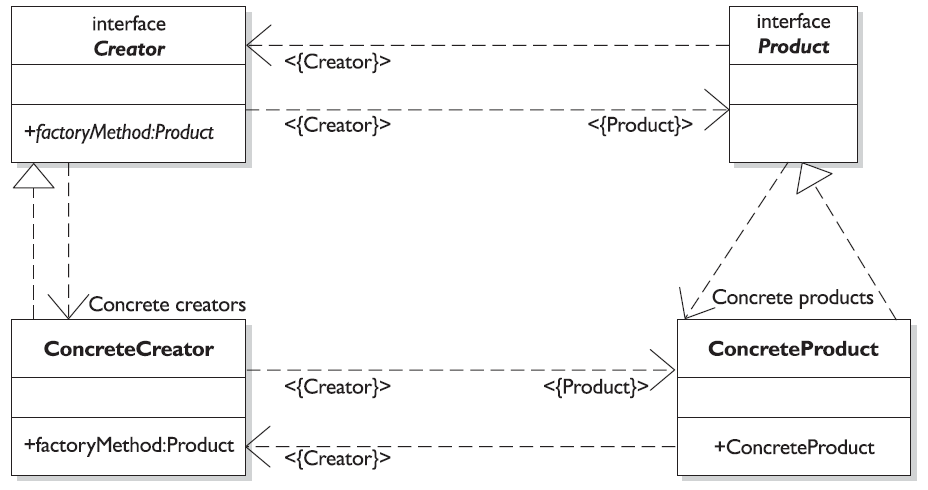 interface
Creator
interface
Product
<{Creator}>
<{Creator}>
<{Product}>
+factoryMethod:Product
Concrete creators
Concrete products
ConcreteCreator
ConcreteProduct
<{Creator}>
<{Product}>
+factoryMethod:Product
<{Creator}>
+ConcreteProduct